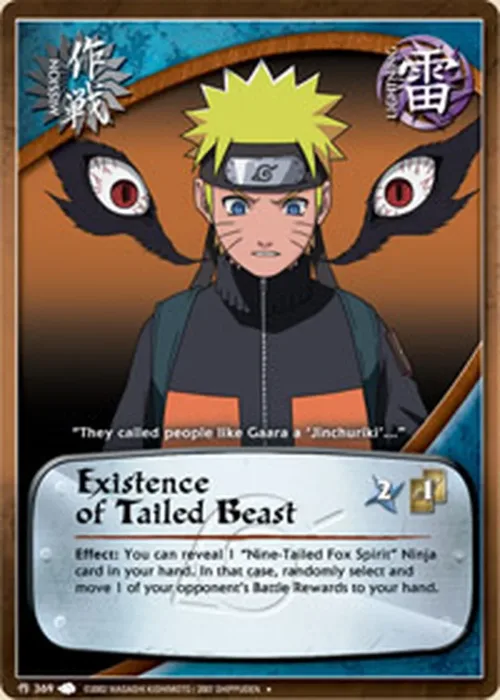 作戦
MISSION
雷
LIGHTNING
"They called people like Gaara a 'Jinchuriki'..."
Existence
of Tailed Beast
2 1
Effect: You can reveal 1 "Nine-Tailed Fox Spirit" Ninja
card in your hand. In that case, randomly select and
move 1 of your opponent's Battle Rewards to your hand.
369 ©2002 MASASHI KISHIMOTO / 2007 SHIPPUDEN